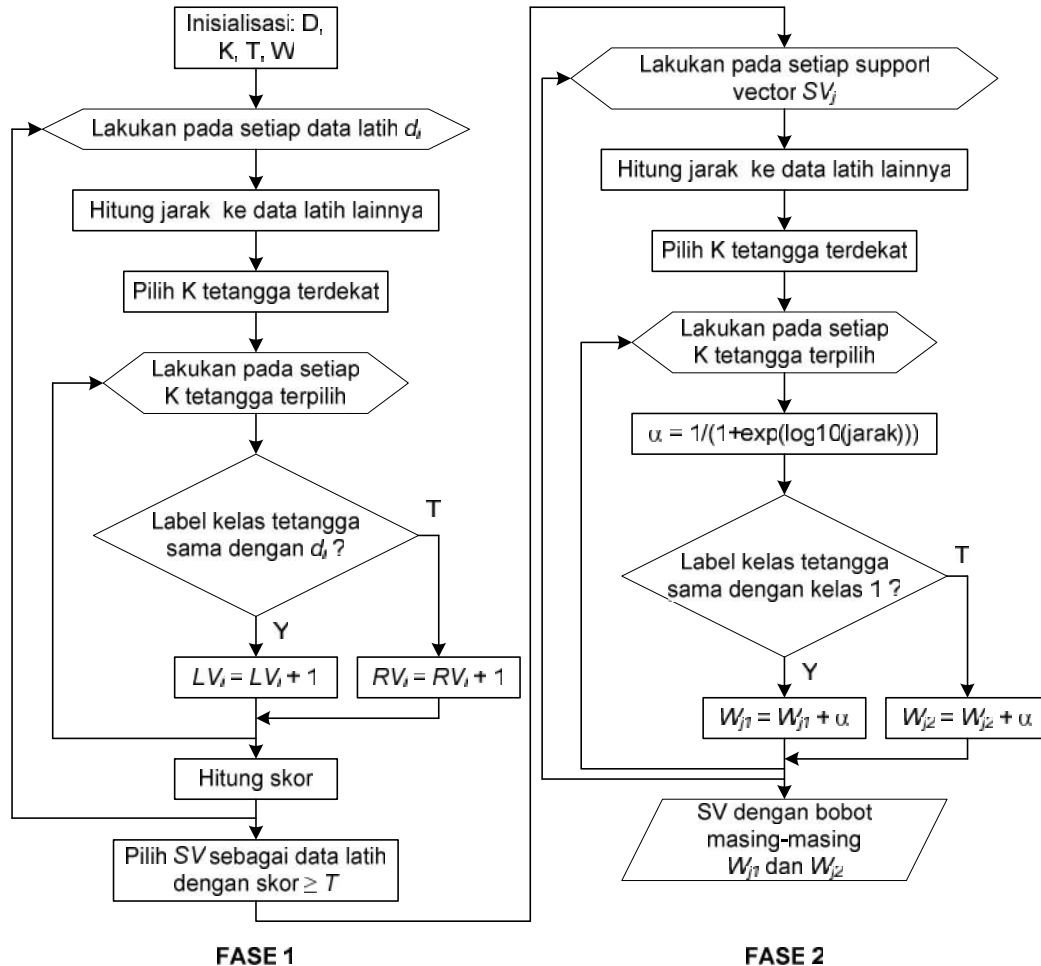 Inisialisasi: D,
K, T, W
Lakukan pada setiap data latih di
Hitung jarak ke data latih lainnya
Pilih K tetangga terdekat
Lakukan pada setiap
K tetangga terpilih
Label kelas tetangga
sama dengan di ?
T
Y
LVi = LVi + 1
RVi = RVi + 1
Hitung skor
Pilih SV sebagai data latih
dengan skor ≥ T
FASE 1
Lakukan pada setiap support
vector SVj
Hitung jarak ke data latih lainnya
Pilih K tetangga terdekat
Lakukan pada setiap
K tetangga terpilih
α = 1/(1+exp(log10(jarak)))
Label kelas tetangga
sama dengan kelas 1 ?
T
Y
Wj1 = Wj1 + α
Wj2 = Wj2 + α
SV dengan bobot
masing-masing
Wj1 dan Wj2
FASE 2